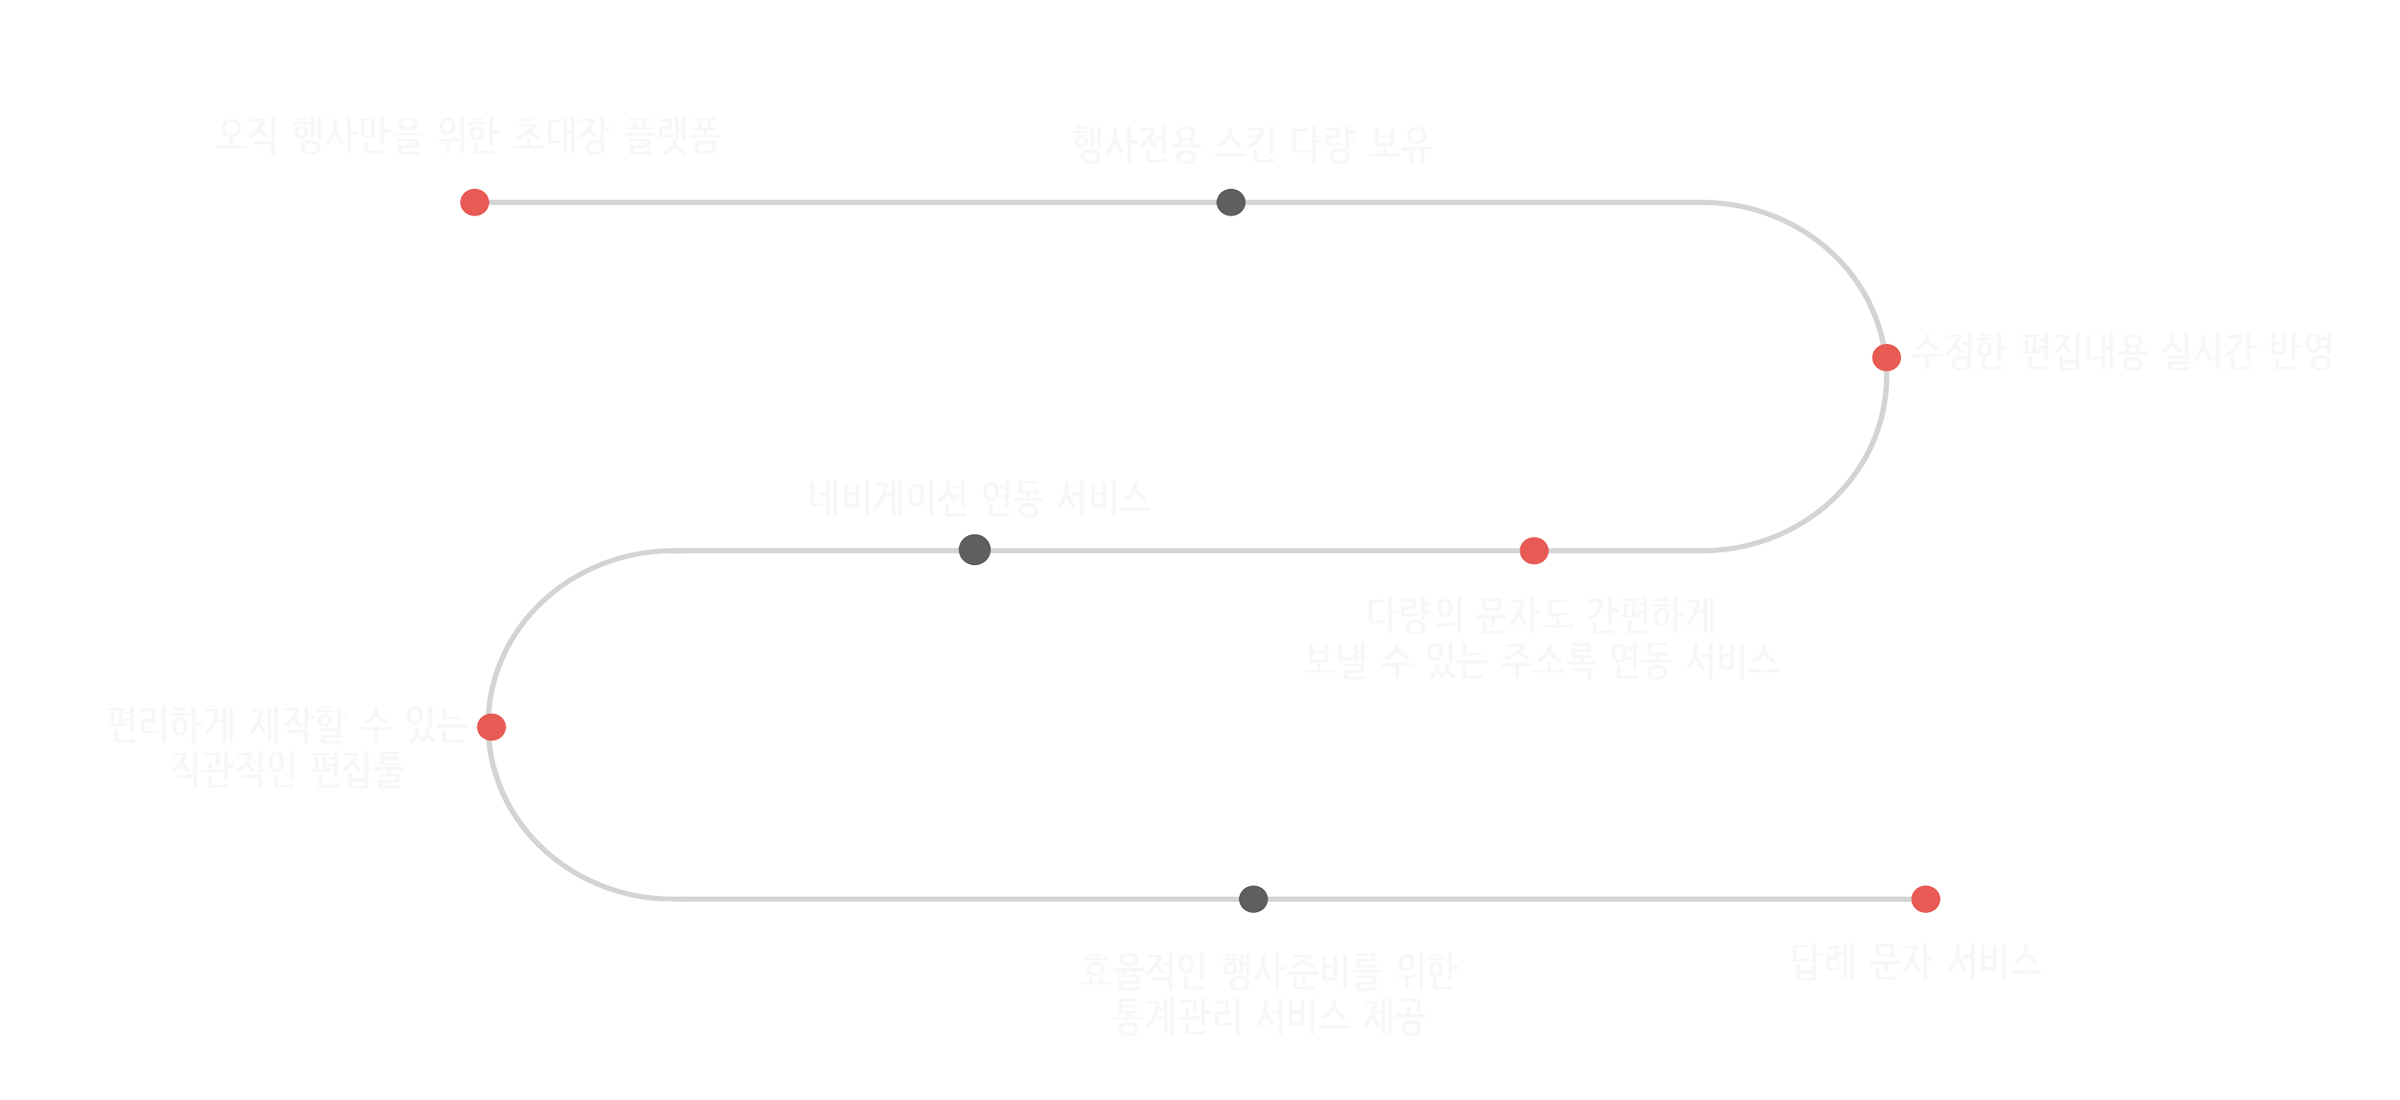 오직 행사만을 위한 초대장 플랫폼
행사전용 스킨 다량 보유
수정한 편집내용 실시간 반영
네비게이션 연동 서비스
다량의 문자도 간편하게
보낼 수 있는 주소록 연동 서비스
편리하게 제작할 수 있는
직관적인 편집툴
효율적인 행사준비를 위한
통계관리 서비스 제공
답례 문자 서비스